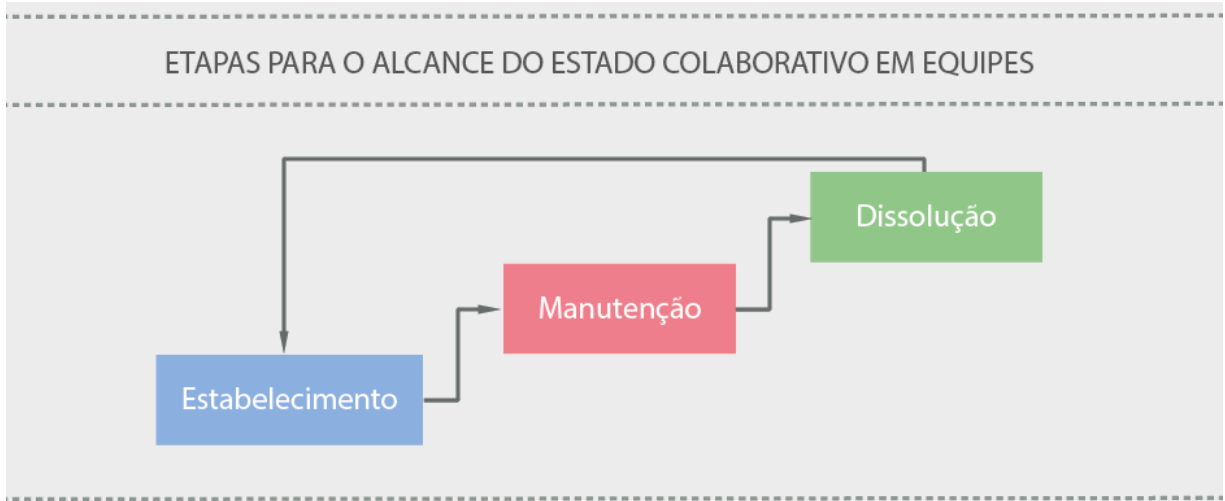 ETAPAS PARA O ALCANCE DO ESTADO COLABORATIVO EM EQUIPES
Dissolução
Manutenção
Estabelecimento